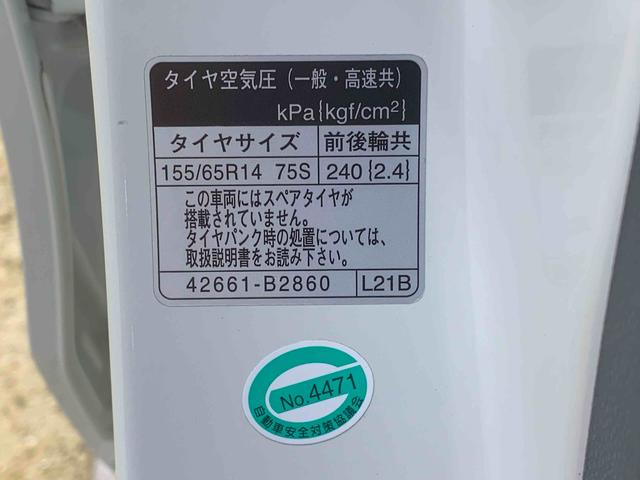 タイヤ空気圧（一般・高速共）
kPa{kgf/cm²}
タイヤサイズ 前後輪共
155/65R14 75S 240{2.4}
この車両にはスペアタイヤが
搭載されていません。
タイヤパンク時の処置については、
取扱説明書をお読み下さい。
42661-B2860 L21B
No.4471
自動車安全対策協議会